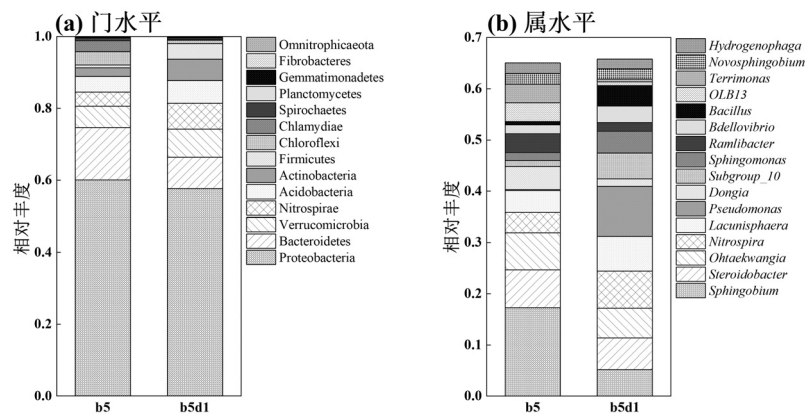 (a) 门水平
1.0
0.8
0.6
0.4
0.2
0.0
相对丰度
b5
b5d1
Omnitrophicaeota
Fibrobacteres
Gemmatimonadetes
Planctomycetes
Spirochaetes
Chlamydiae
Chloroflexi
Firmicutes
Actinobacteria
Acidobacteria
Nitrospirae
Verrucomicrobia
Bacteroidetes
Proteobacteria
(b) 属水平
0.7
0.6
0.5
0.4
0.3
0.2
0.1
0.0
相对丰度
b5
b5d1
Hydrogenophaga
Novosphingobium
Terrimonas
OLB13
Bacillus
Bdellovibrio
Ramlibacter
Sphingomonas
Subgroup_10
Dongia
Pseudomonas
Lacunisphaera
Nitrospira
Ohtaekwangia
Steroidobacter
Sphingobium